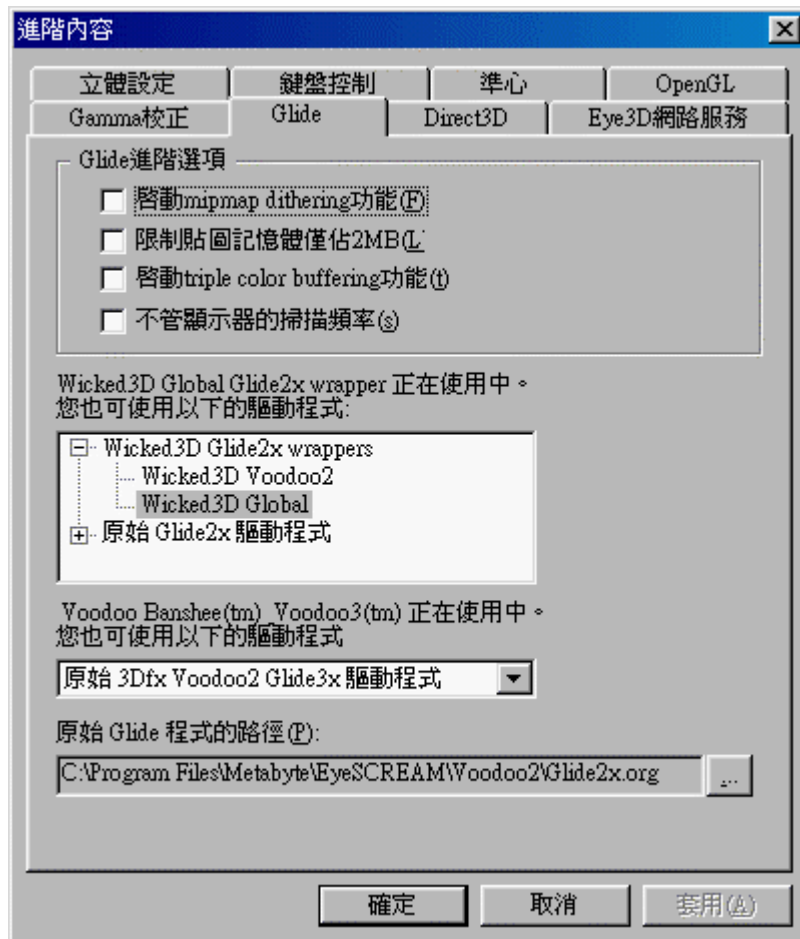 進階內容
立體設定 鍵盤控制 準心 OpenGL
Gamma校正 Glide Direct3D Eye3D網路服務
Glide進階選項
啓動mipmap dithering功能(F)
限制貼圖記憶體僅佔2MB(L
啓動triple color buffering功能(t)
不管顯示器的掃描頻率(s)
Wicked3D Global Glide2x wrapper 正在使用中。
您也可使用以下的驅動程式:
Wicked3D Glide2x wrappers
Wicked3D Voodoo2
Wicked3D Global
原始 Glide2x 驅動程式
Voodoo Banshee(tm)_Voodoo3(tm) 正在使用中。
您也可使用以下的驅動程式
原始 3Dfx Voodoo2 Glide3x 驅動程式
原始 Glide 程式的路徑(P):
C:\Program Files\Metabyte\EyeSCREAM\Voodoo2\Glide2x.org ...
確定 取消 套用(A)